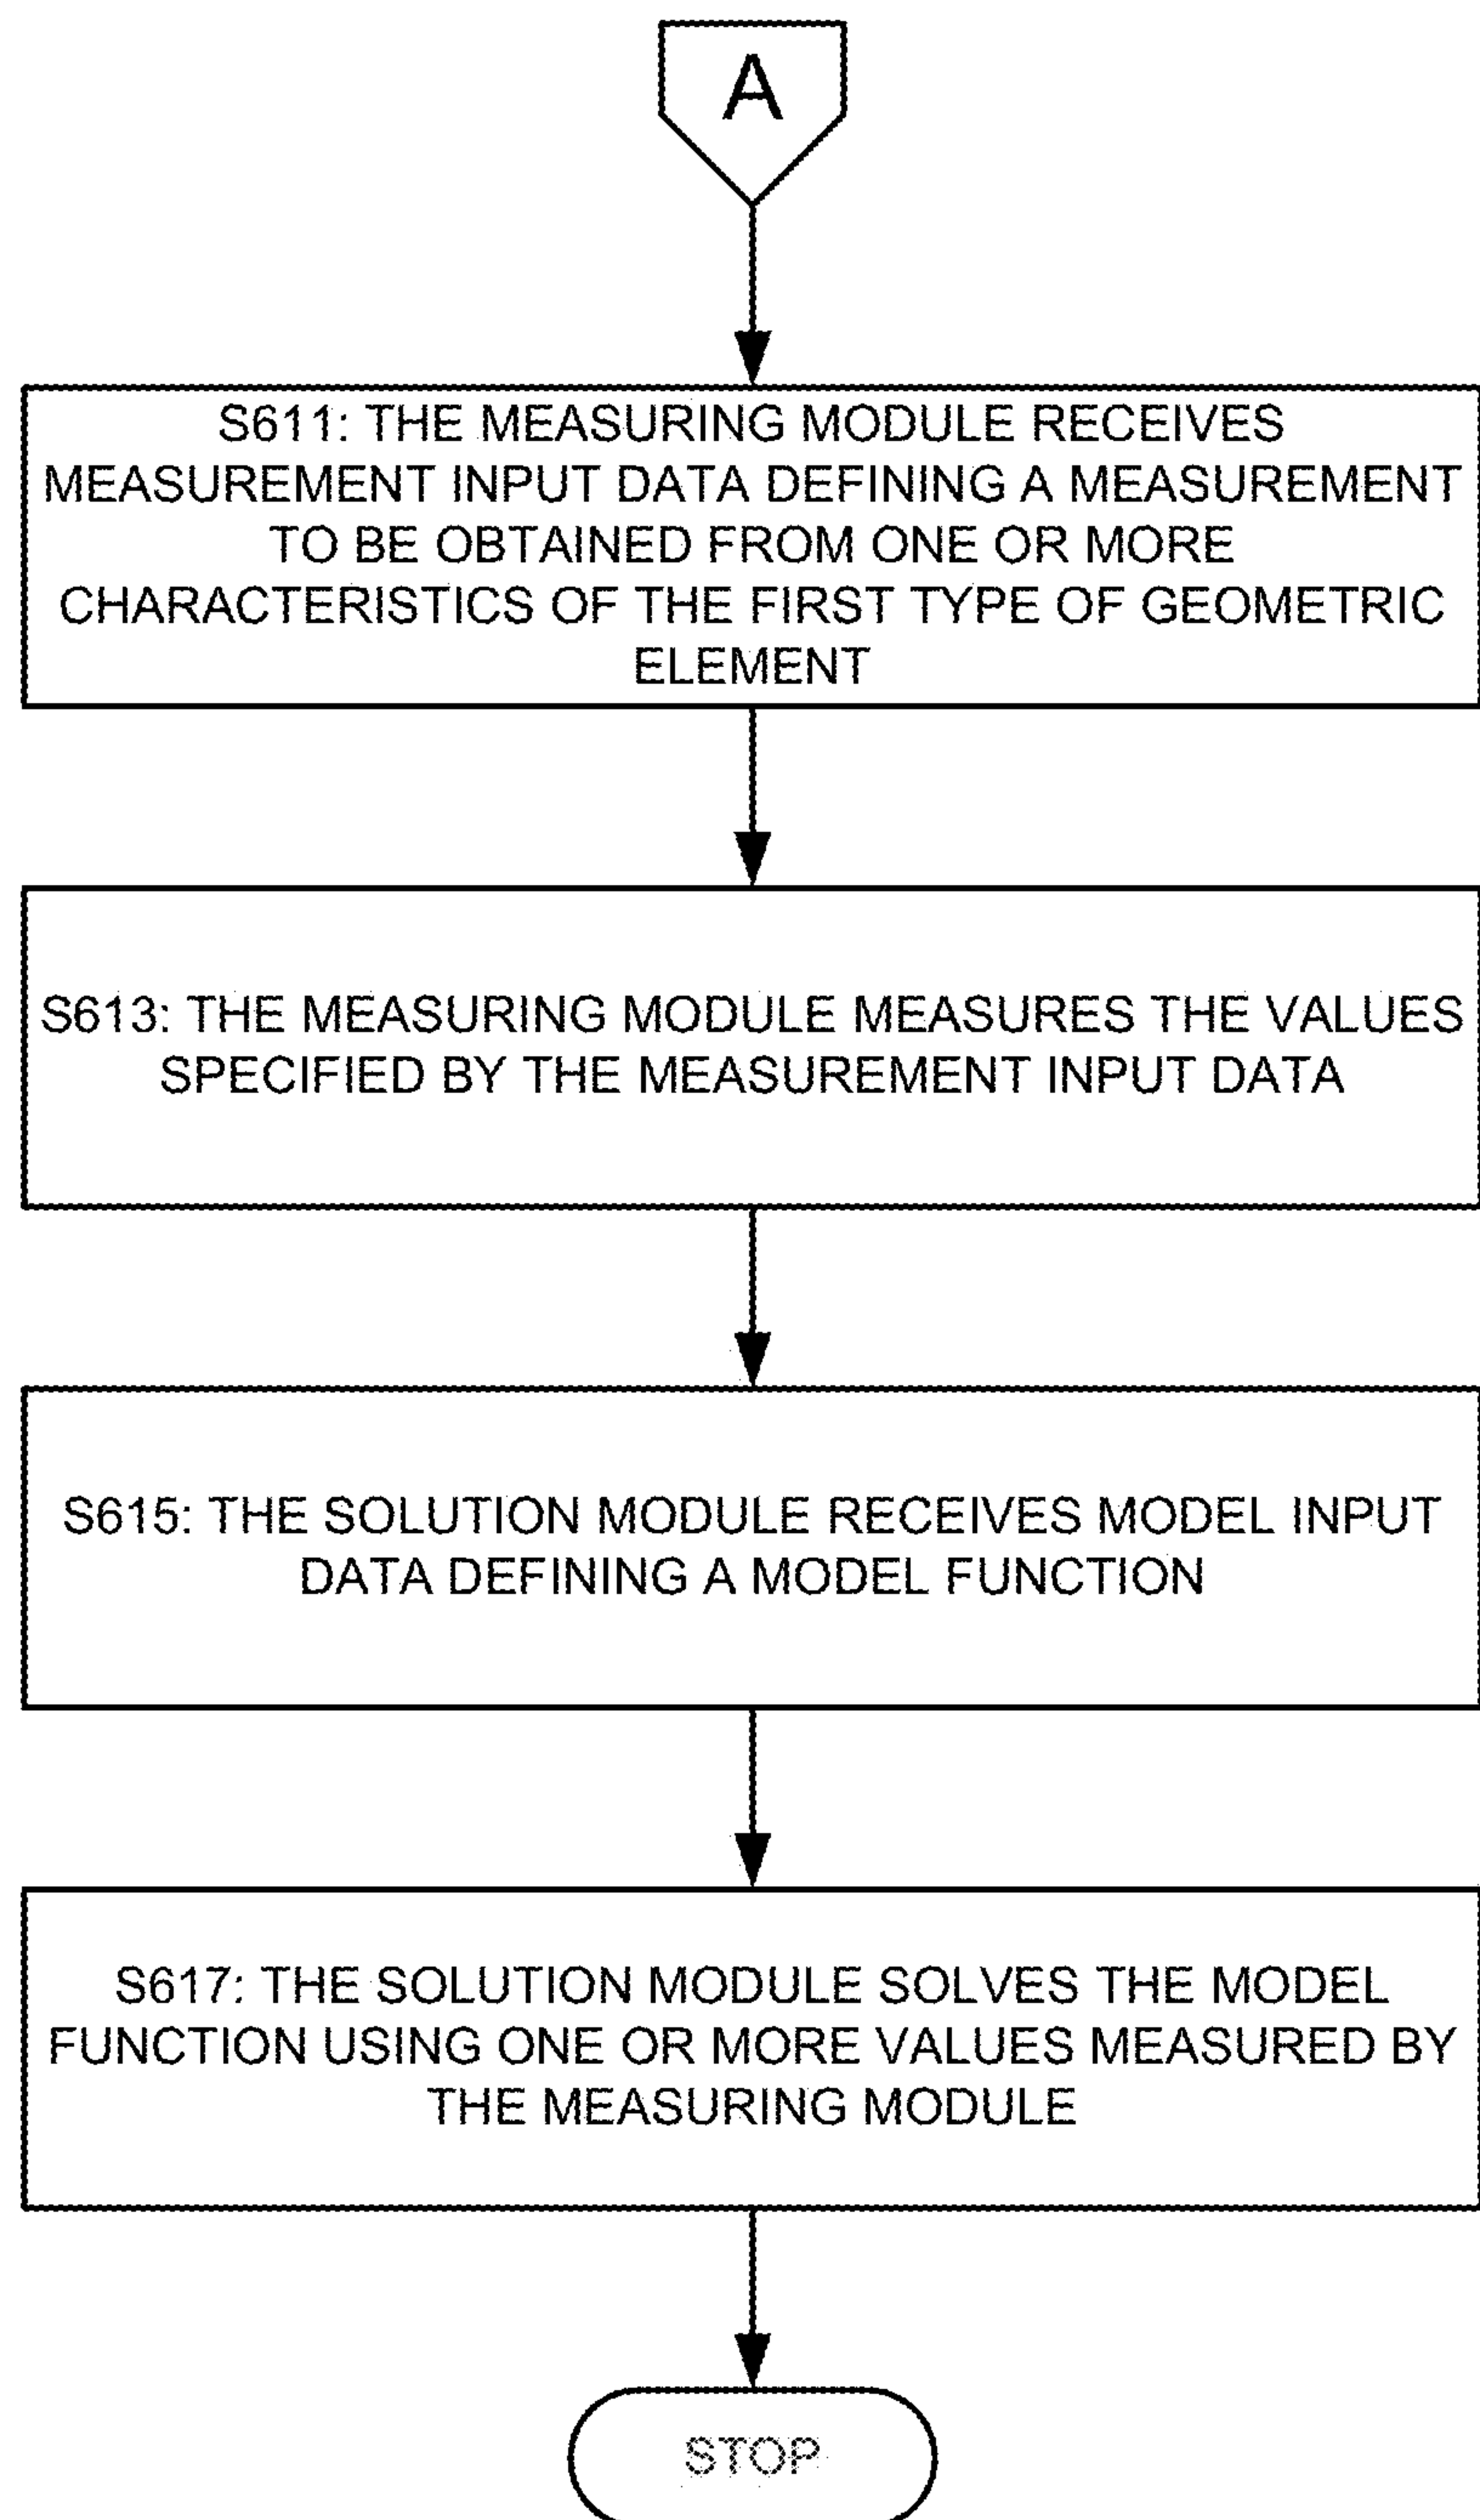 A
S611: THE MEASURING MODULE RECEIVES
MEASUREMENT INPUT DATA DEFINING A MEASUREMENT
TO BE OBTAINED FROM ONE OR MORE
CHARACTERISTICS OF THE FIRST TYPE OF GEOMETRIC
ELEMENT
S613: THE MEASURING MODULE MEASURES THE VALUES
SPECIFIED BY THE MEASUREMENT INPUT DATA
S615: THE SOLUTION MODULE RECEIVES MODEL INPUT
DATA DEFINING A MODEL FUNCTION
S617: THE SOLUTION MODULE SOLVES THE MODEL
FUNCTION USING ONE OR MORE VALUES MEASURED BY
THE MEASURING MODULE
STOP